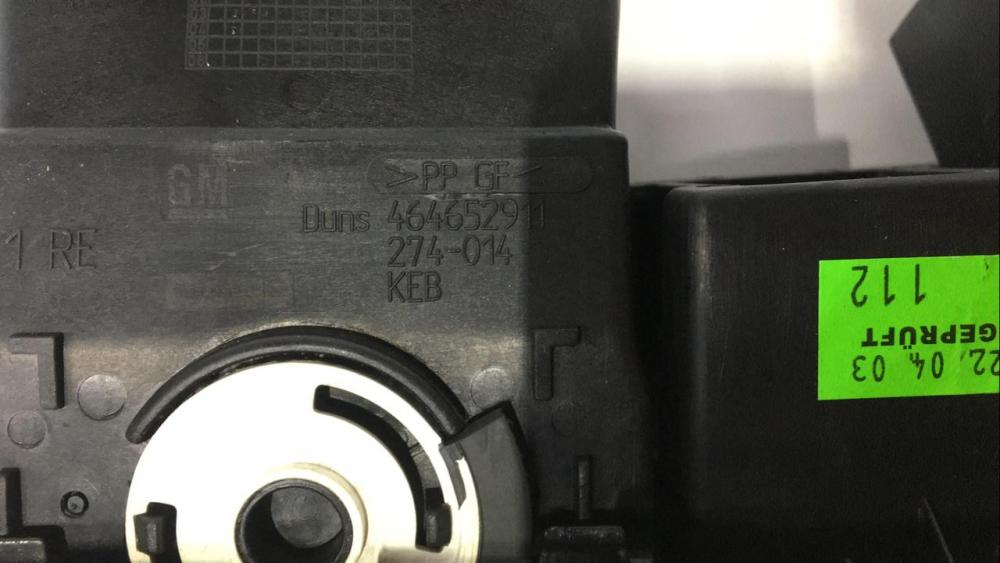 GM
>PP GF<
Duns 464652911
274-014
KEB
1 RE
112
GEPRÜFT
22. 04. 03